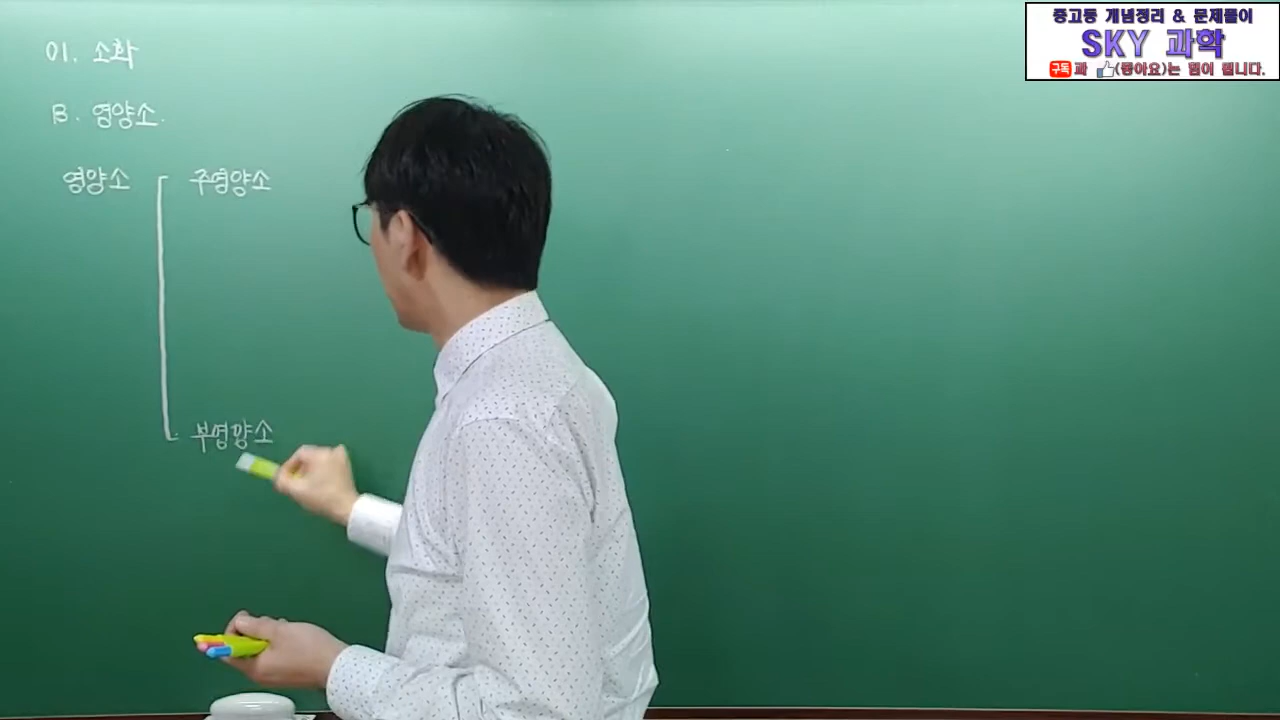 01. 소화
B. 영양소.
영양소 주영양소
부영양소
중고등 개념정리 & 문제풀이
SKY 과학
구독과 (좋아요)는 힘이 됩니다.